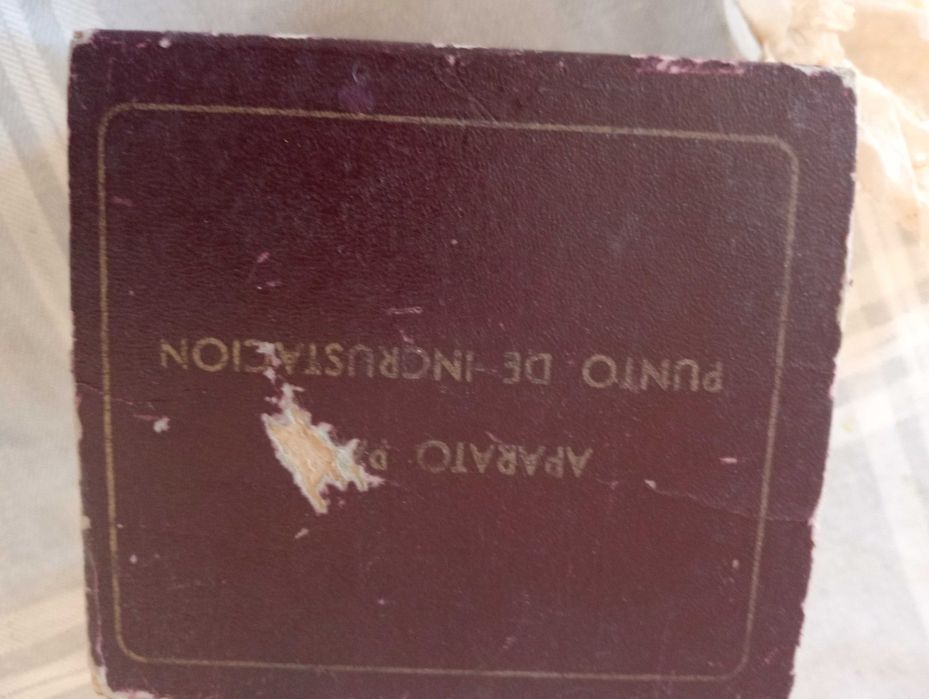 APARATO
PUNTO DE INCRUSTACION